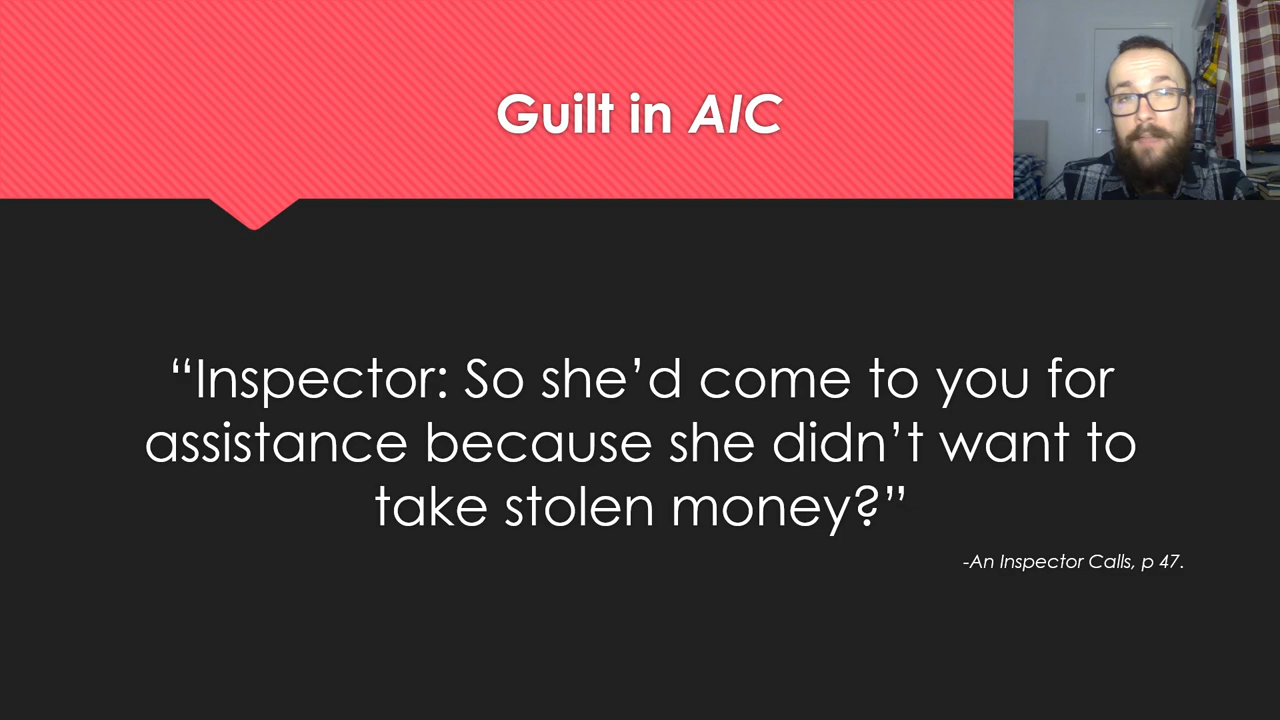 Guilt in AIC
“Inspector: So she’d come to you for
assistance because she didn’t want to
take stolen money?”
-An Inspector Calls, p 47.